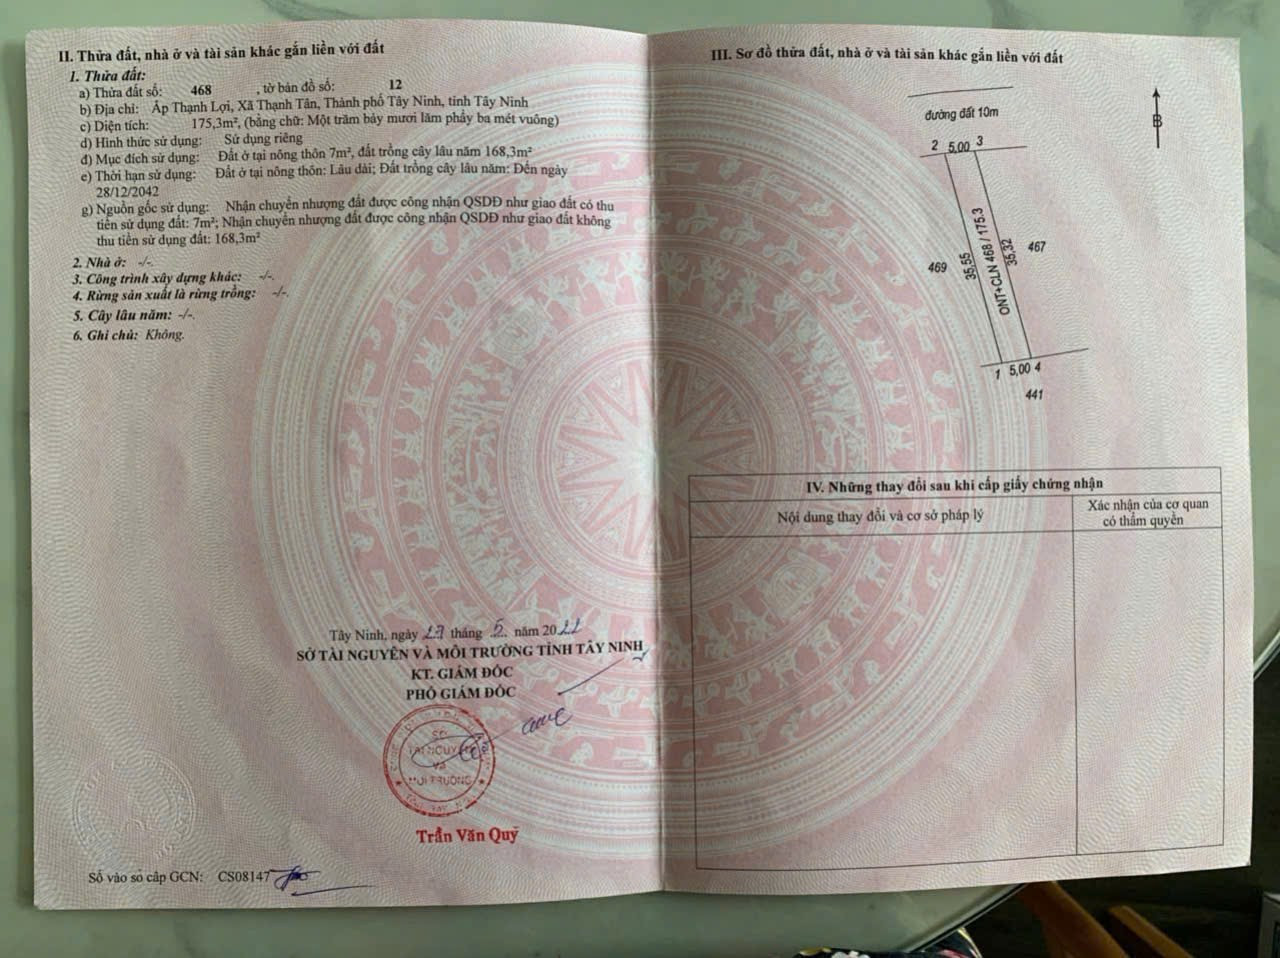 II. Thửa đất, nhà ở và tài sản khác gắn liền với đất
1. Thửa đất:
a) Thửa đất số: 468 , tờ bản đồ số: 12
b) Địa chỉ: Ấp Thạnh Lợi, Xã Thạnh Tân, Thành phố Tây Ninh, tỉnh Tây Ninh
c) Diện tích: 175,3m², (bằng chữ: Một trăm bảy mươi lăm phẩy ba mét vuông)
d) Hình thức sử dụng: Sử dụng riêng
đ) Mục đích sử dụng: Đất ở tại nông thôn 7m², đất trồng cây lâu năm 168,3m²
e) Thời hạn sử dụng: Đất ở tại nông thôn: Lâu dài; Đất trồng cây lâu năm: Đến ngày
28/12/2042
g) Nguồn gốc sử dụng: Nhận chuyển nhượng đất được công nhận QSDĐ như giao đất có thu
tiền sử dụng đất: 7m²; Nhận chuyển nhượng đất được công nhận QSDĐ như giao đất không
thu tiền sử dụng đất: 168,3m²
2. Nhà ở: -/-.
3. Công trình xây dựng khác: -/-.
4. Rừng sản xuất là rừng trồng: -/-.
5. Cây lâu năm: -/-.
6. Ghi chú: Không.
Tây Ninh, ngày 27 tháng 5 năm 2022
SỞ TÀI NGUYÊN VÀ MÔI TRƯỜNG TỈNH TÂY NINH
KT. GIÁM ĐỐC
PHÓ GIÁM ĐỐC
SỞ
TÀI NGUYÊN
VÀ
MÔI TRƯỜNG
Trần Văn Quý
Số vào sổ cấp GCN: CS08147
III. Sơ đồ thửa đất, nhà ở và tài sản khác gắn liền với đất
đường đất 10m
B
2 5,00 3
469
35,55
ONT+CLN 468 / 175.3
35,32
467
1 5,00 4
441
IV. Những thay đổi sau khi cấp giấy chứng nhận
Nội dung thay đổi và cơ sở pháp lý
Xác nhận của cơ quan
có thẩm quyền